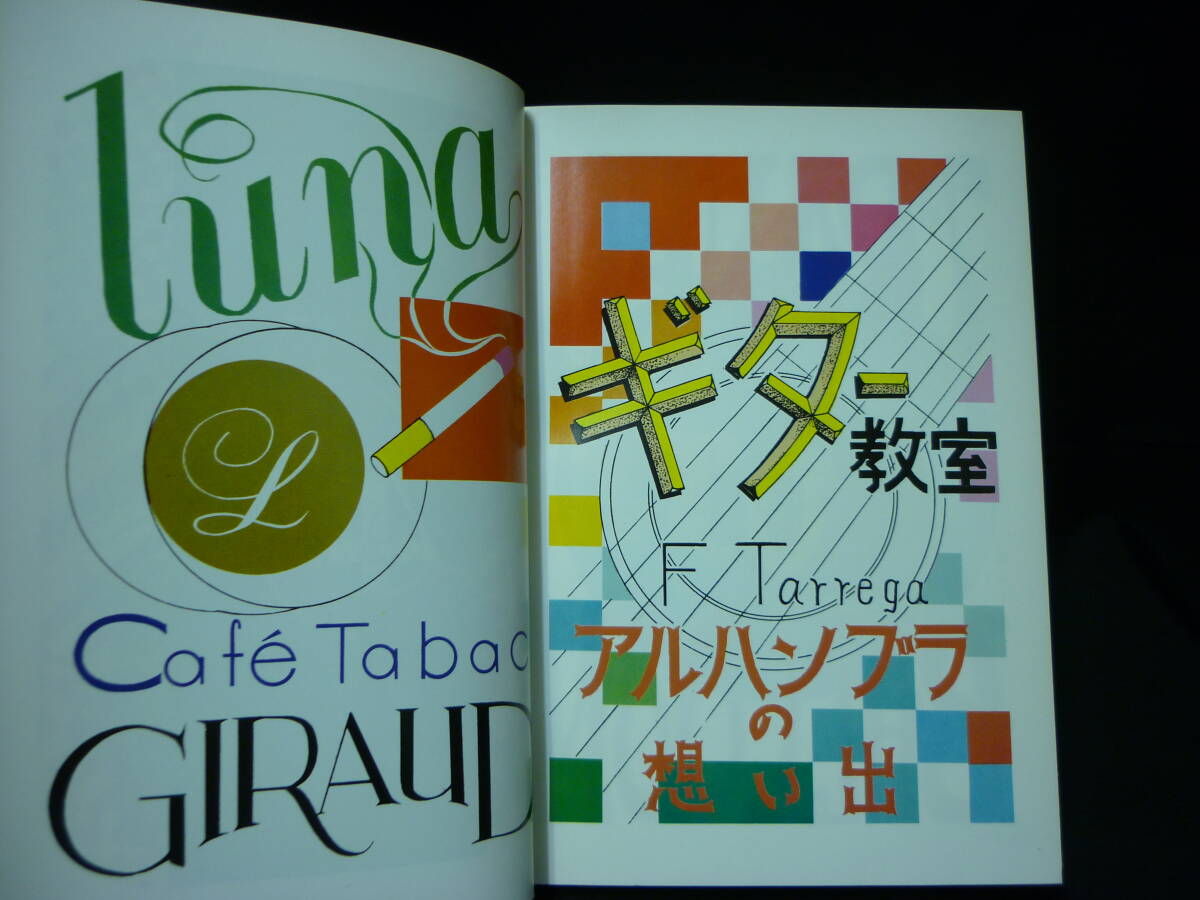 luna
L
Café Tabac
GIRAUD
ギター
教室
F Tarrega
アルハンブラ
の
想い出